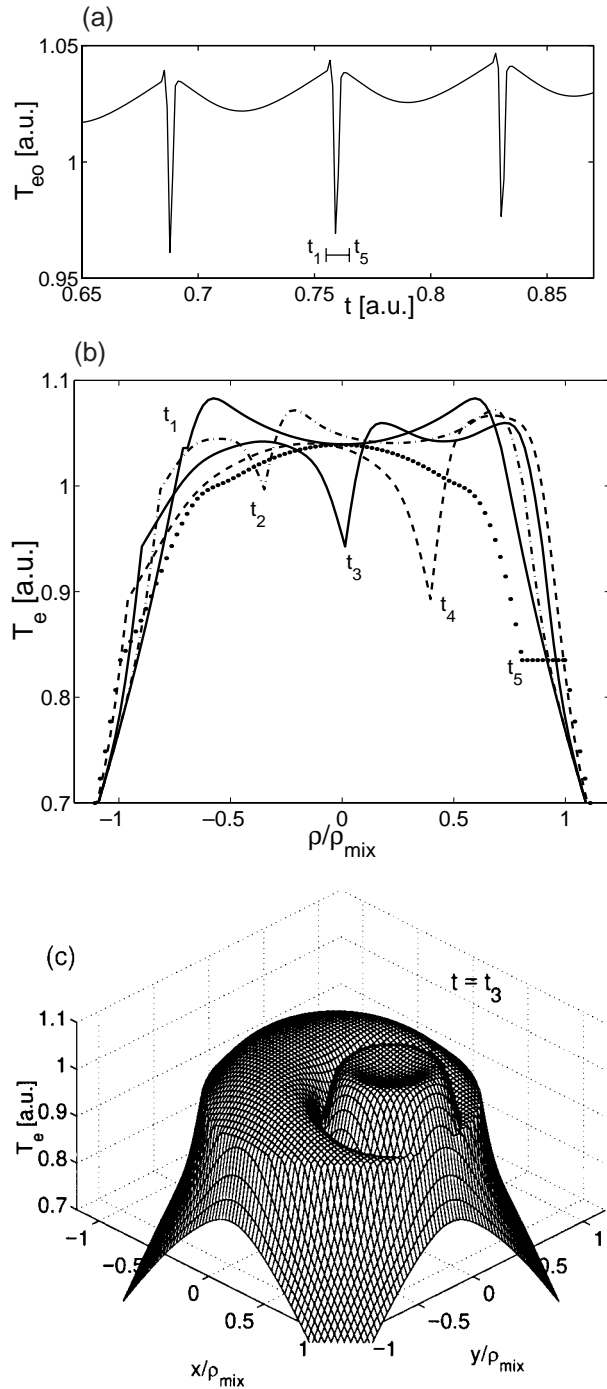 (a)
1.05
1
0.95
T_eo [a.u.]
t_1 t_5
0.65 0.7 0.75 0.8 0.85
t [a.u.]
(b)
1.1
1
0.9
0.8
0.7
T_e [a.u.]
t_1
t_2
t_3
t_4
t_5
−1 −0.5 0 0.5 1
ρ/ρ_mix
(c)
t = t_3
1.1
1
0.9
0.8
0.7
T_e [a.u.]
−1
−0.5
0
0.5
1
x/ρ_mix
−1
−0.5
0
0.5
1
y/ρ_mix